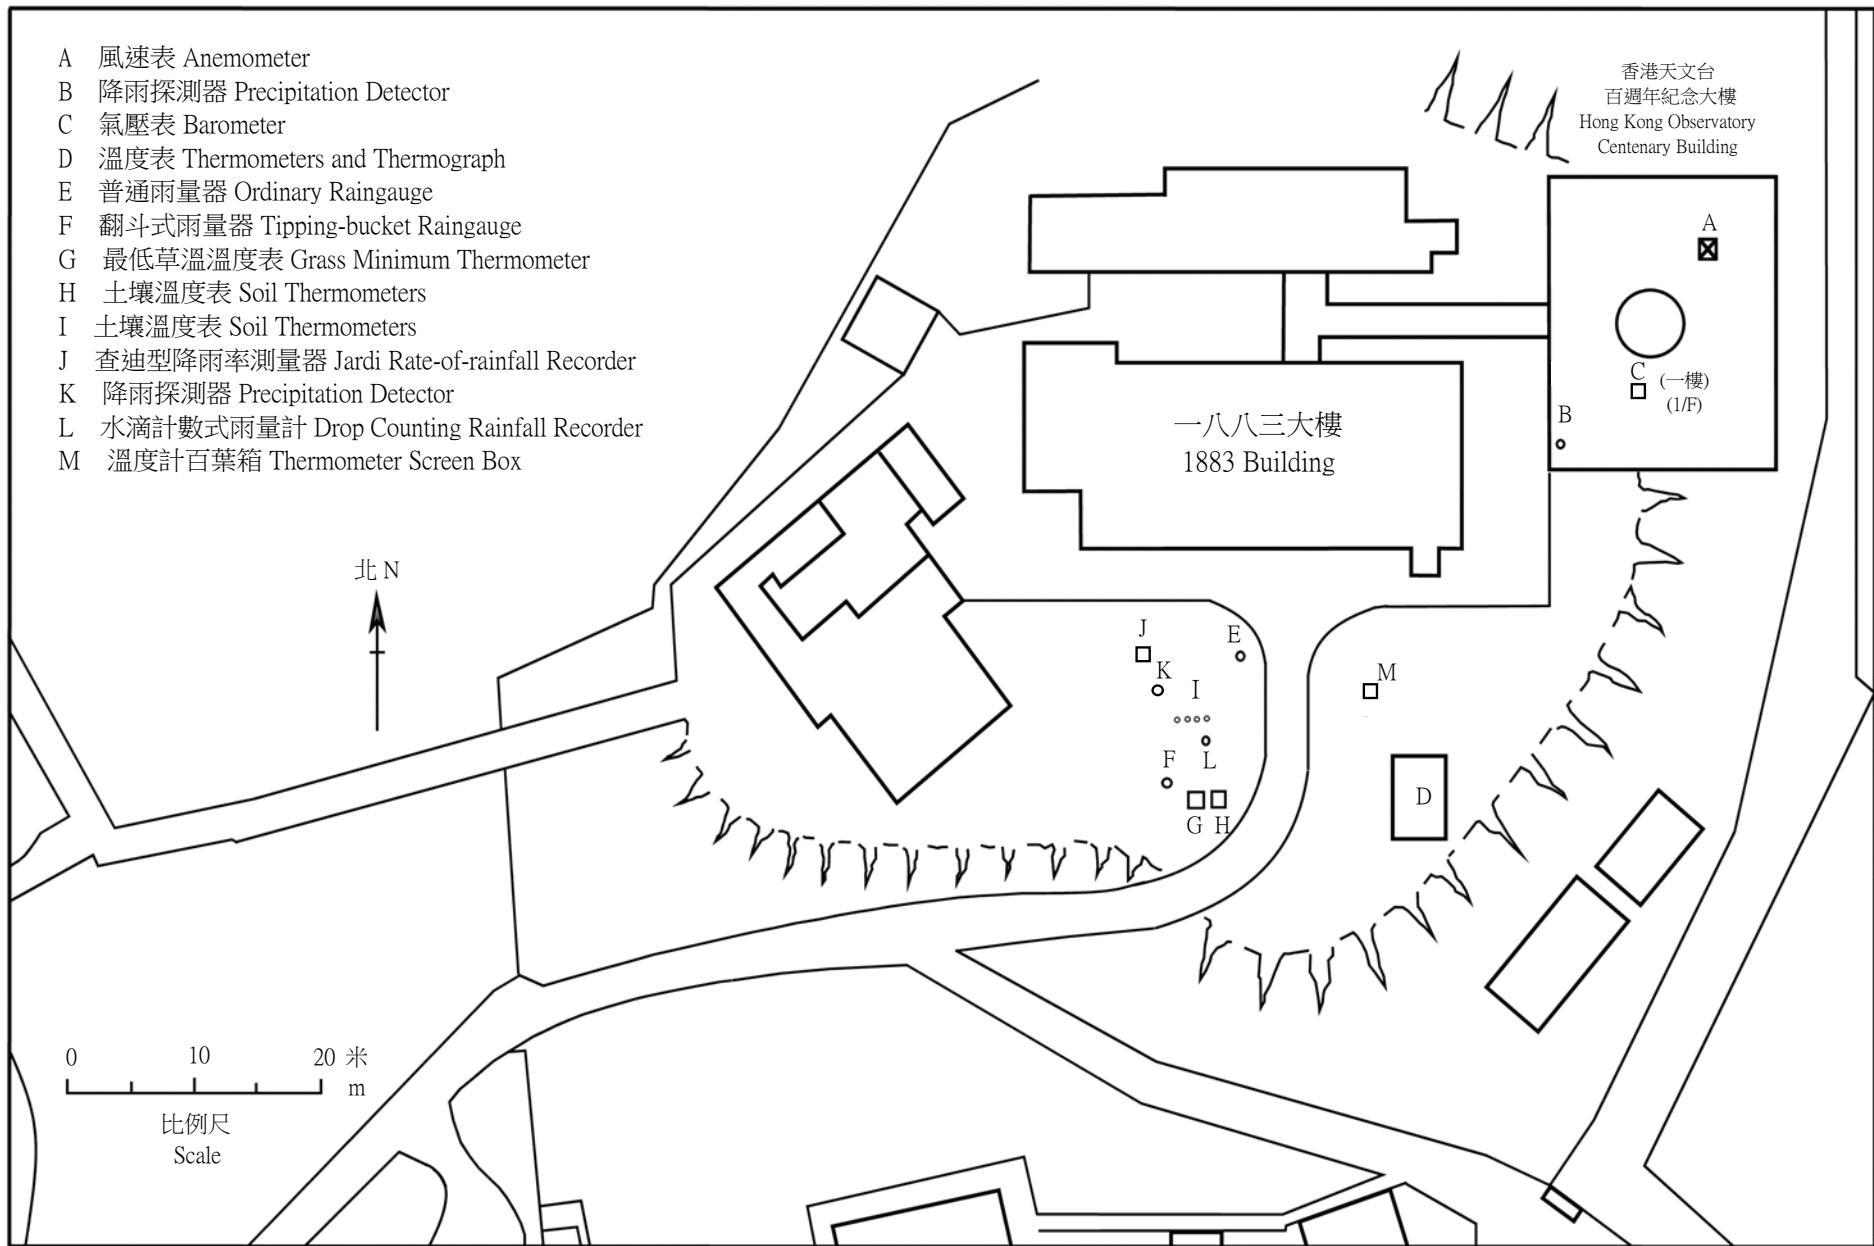 A 風速表 Anemometer
B 降雨探測器 Precipitation Detector
C 氣壓表 Barometer
D 溫度表 Thermometers and Thermograph
E 普通雨量器 Ordinary Raingauge
F 翻斗式雨量器 Tipping-bucket Raingauge
G 最低草溫溫度表 Grass Minimum Thermometer
H 土壤溫度表 Soil Thermometers
I 土壤溫度表 Soil Thermometers
J 查迪型降雨率測量器 Jardi Rate-of-rainfall Recorder
K 降雨探測器 Precipitation Detector
L 水滴計數式雨量計 Drop Counting Rainfall Recorder
M 溫度計百葉箱 Thermometer Screen Box
香港天文台
百週年紀念大樓
Hong Kong Observatory
Centenary Building
A
C
(一樓)
(1/F)
B
一八八三大樓
1883 Building
北 N
J
E
K
I
M
F
L
D
G H
0 10 20 米
m
比例尺
Scale